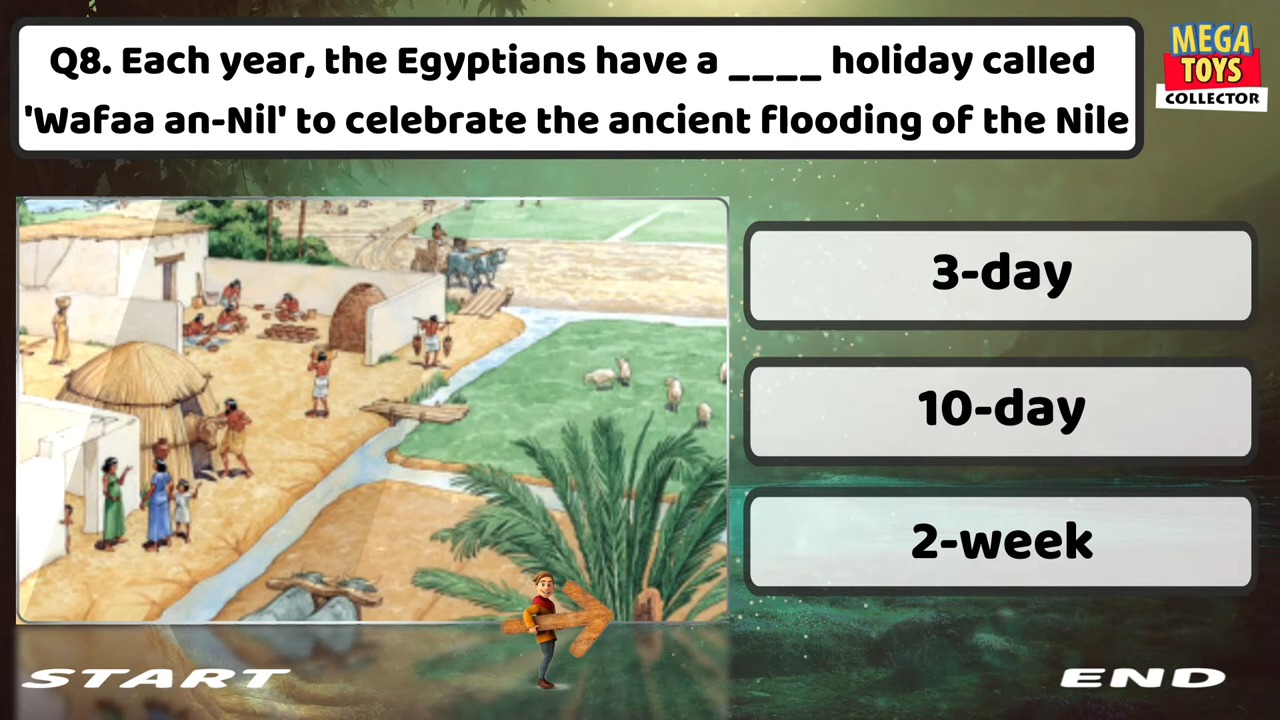 Q8. Each year, the Egyptians have a ____ holiday called
'Wafaa an-Nil' to celebrate the ancient flooding of the Nile
MEGA
TOYS
COLLECTOR
3-day
10-day
2-week
START
END